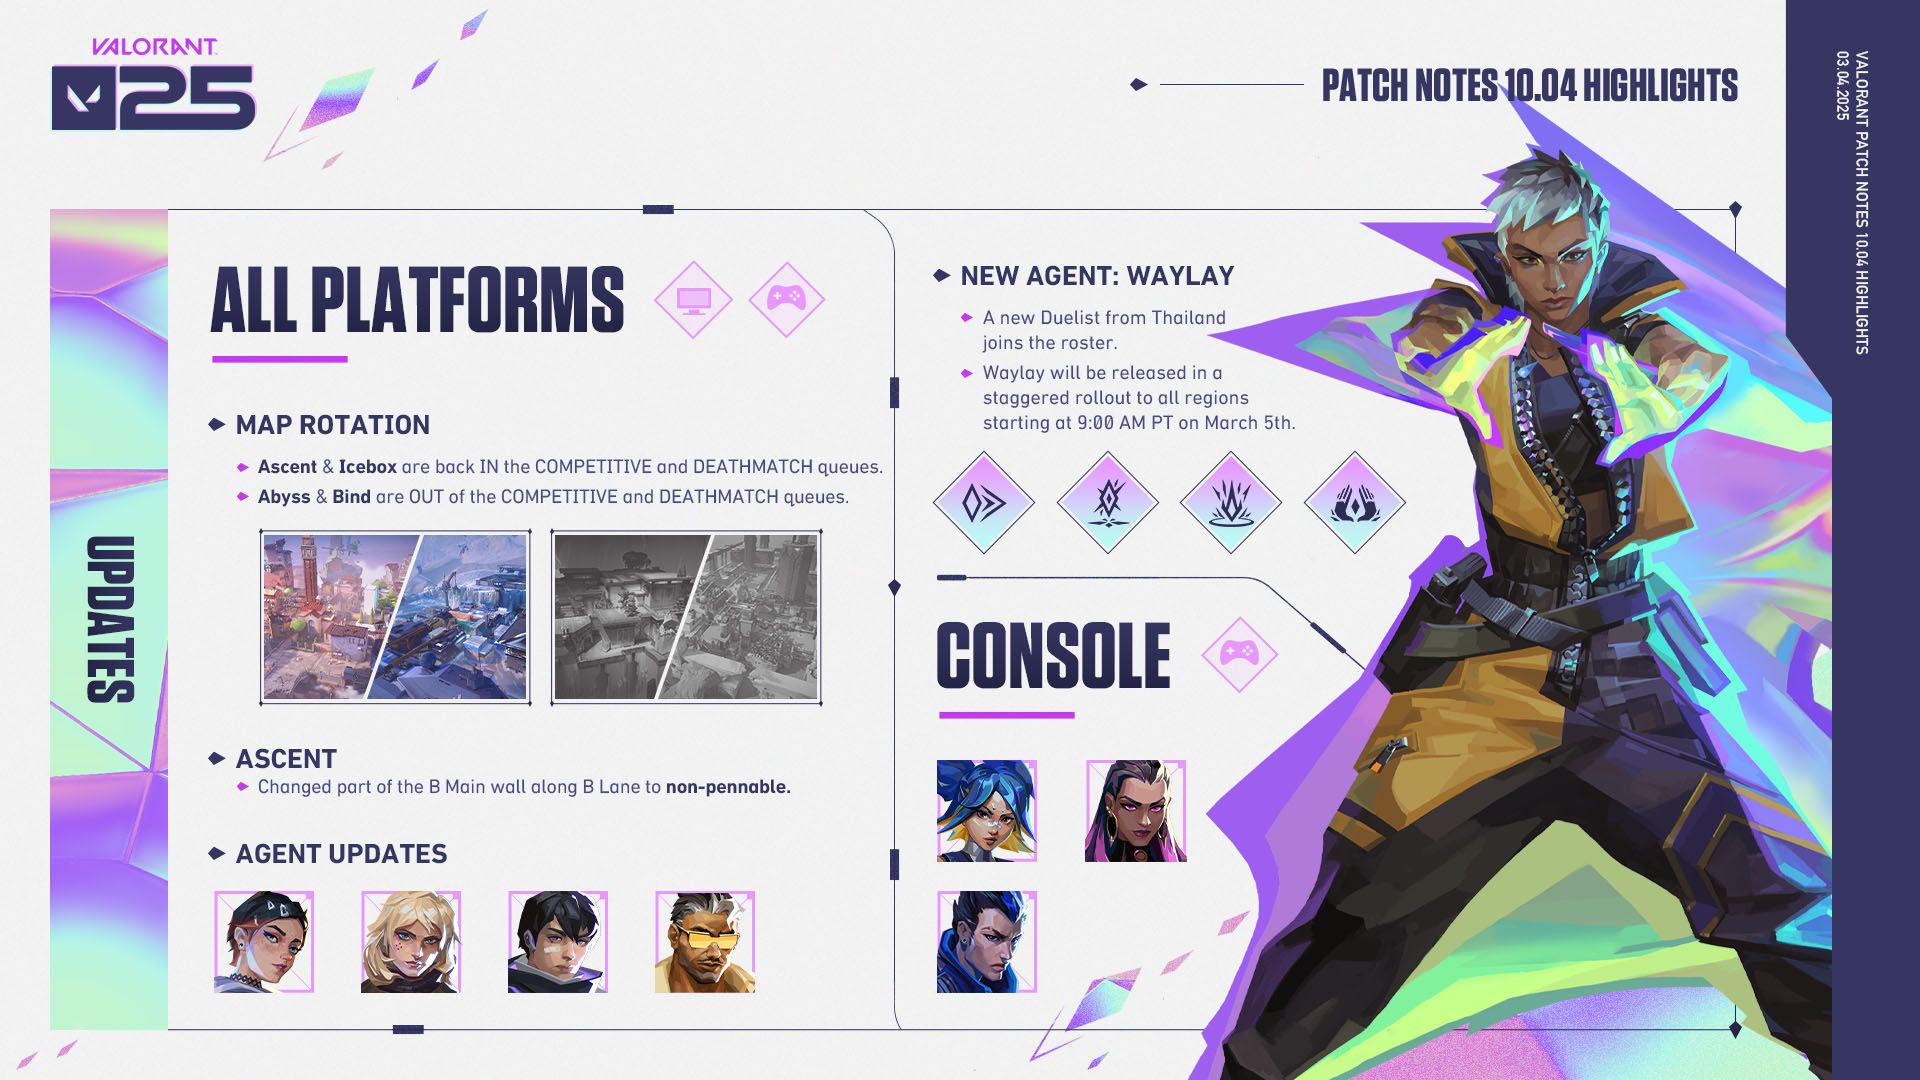 VALORANT
25
PATCH NOTES 10.04 HIGHLIGHTS
VALORANT PATCH NOTES 10.04 HIGHLIGHTS
03.04.2025
UPDATES
ALL PLATFORMS
MAP ROTATION
Ascent & Icebox are back IN the COMPETITIVE and DEATHMATCH queues.
Abyss & Bind are OUT of the COMPETITIVE and DEATHMATCH queues.
ASCENT
Changed part of the B Main wall along B Lane to non-pennable.
AGENT UPDATES
NEW AGENT: WAYLAY
A new Duelist from Thailand
joins the roster.
Waylay will be released in a
staggered rollout to all regions
starting at 9:00 AM PT on March 5th.
CONSOLE